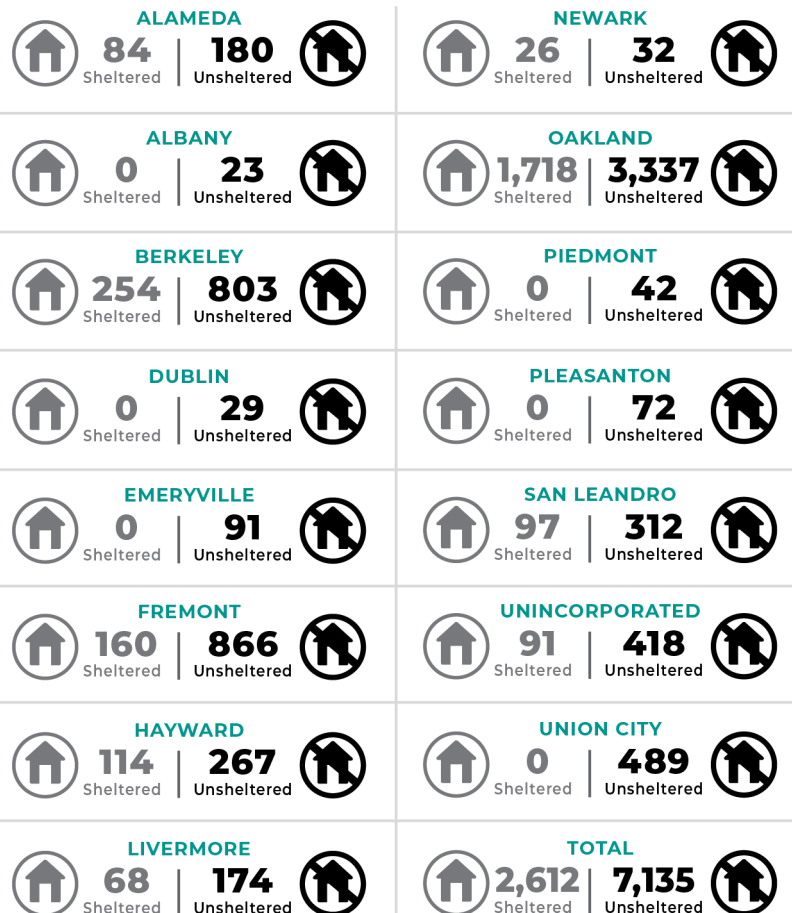 ALAMEDA
84 180
Sheltered Unsheltered
ALBANY
0 23
Sheltered Unsheltered
BERKELEY
254 803
Sheltered Unsheltered
DUBLIN
0 29
Sheltered Unsheltered
EMERYVILLE
0 91
Sheltered Unsheltered
FREMONT
160 866
Sheltered Unsheltered
HAYWARD
114 267
Sheltered Unsheltered
LIVERMORE
68 174
Sheltered Unsheltered
NEWARK
26 32
Sheltered Unsheltered
OAKLAND
1,718 3,337
Sheltered Unsheltered
PIEDMONT
0 42
Sheltered Unsheltered
PLEASANTON
0 72
Sheltered Unsheltered
SAN LEANDRO
97 312
Sheltered Unsheltered
UNINCORPORATED
91 418
Sheltered Unsheltered
UNION CITY
0 489
Sheltered Unsheltered
TOTAL
2,612 7,135
Sheltered Unsheltered